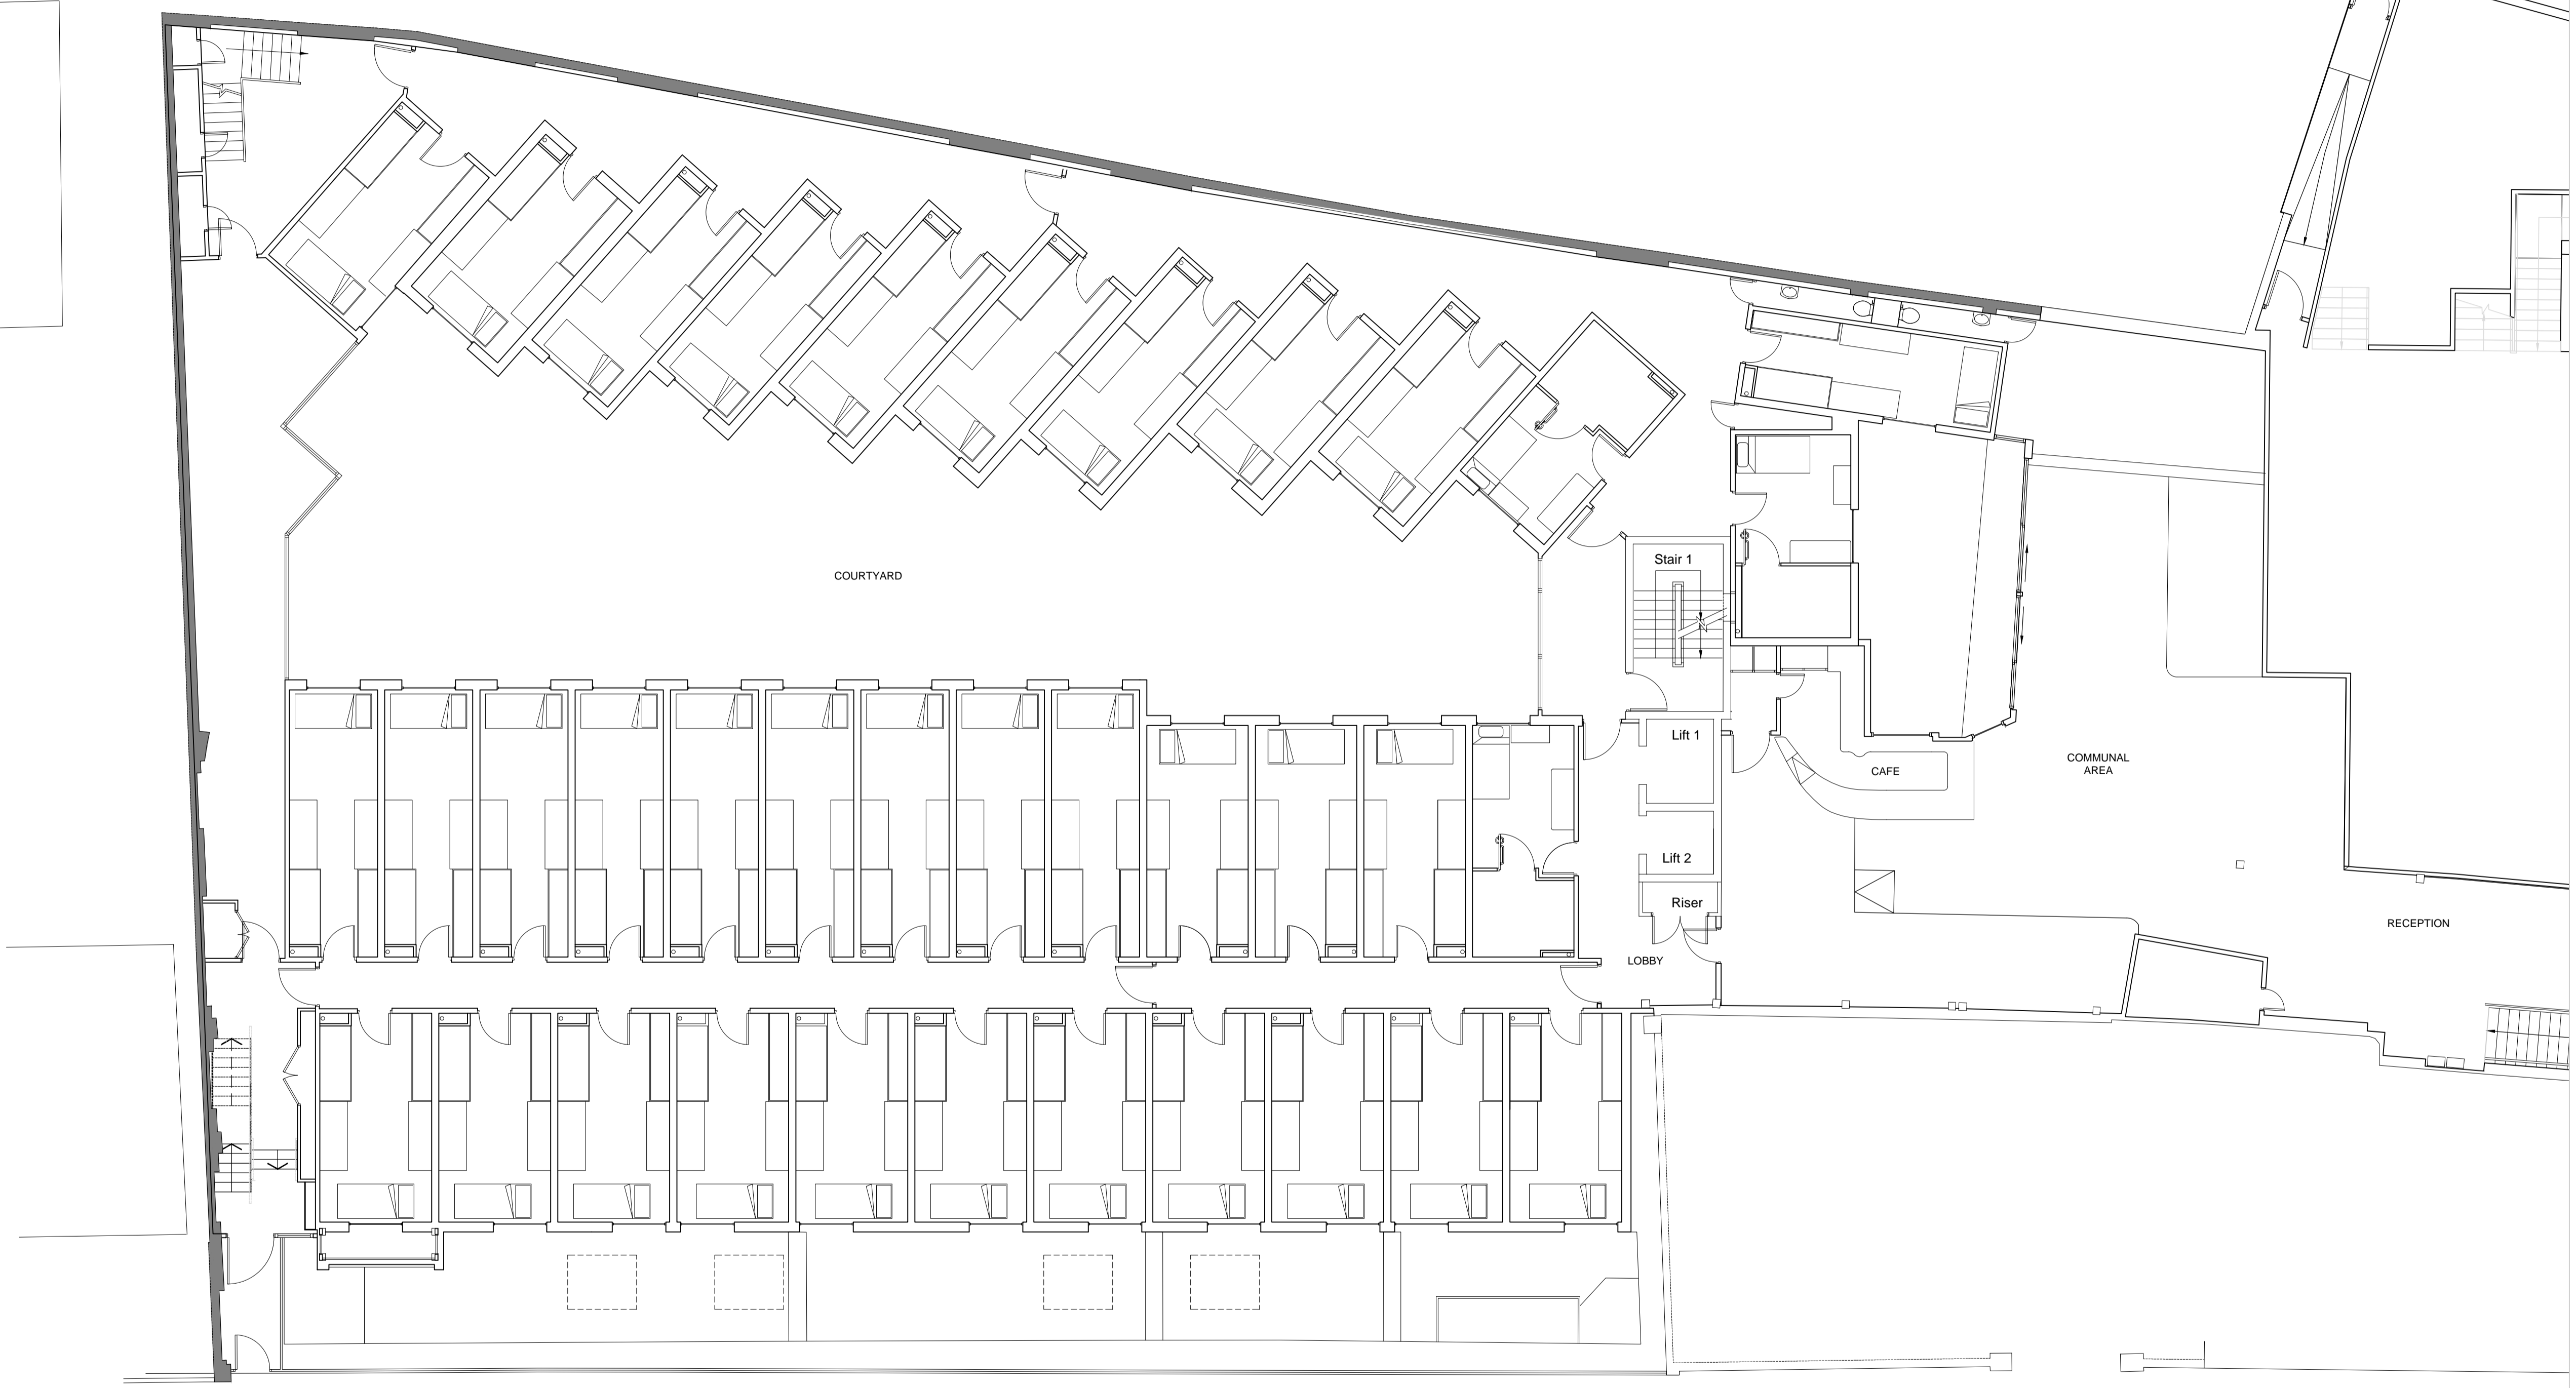 Stair 1
COURTYARD
Lift 1
COMMUNAL
AREA
CAFE
Lift 2
Riser
RECEPTION
LOBBY